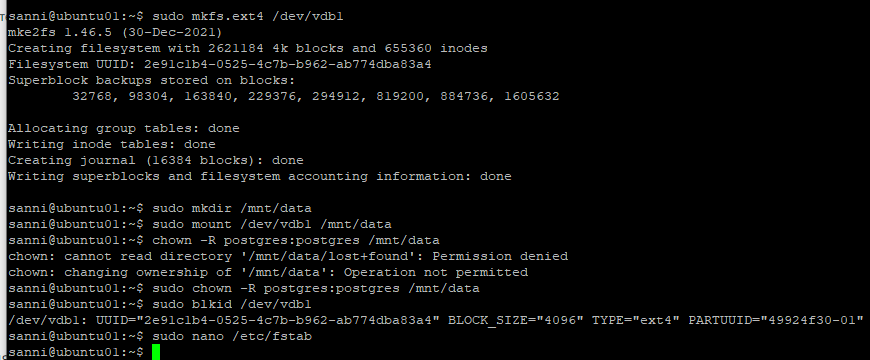 sanni@ubuntu01:~$ sudo mkfs.ext4 /dev/vdb1
mke2fs 1.46.5 (30-Dec-2021)
Creating filesystem with 2621184 4k blocks and 655360 inodes
Filesystem UUID: 2e91c1b4-0525-4c7b-b962-ab774dba83a4
Superblock backups stored on blocks:
        32768, 98304, 163840, 229376, 294912, 819200, 884736, 1605632

Allocating group tables: done
Writing inode tables: done
Creating journal (16384 blocks): done
Writing superblocks and filesystem accounting information: done

sanni@ubuntu01:~$ sudo mkdir /mnt/data
sanni@ubuntu01:~$ sudo mount /dev/vdb1 /mnt/data
sanni@ubuntu01:~$ chown -R postgres:postgres /mnt/data
chown: cannot read directory '/mnt/data/lost+found': Permission denied
chown: changing ownership of '/mnt/data': Operation not permitted
sanni@ubuntu01:~$ sudo chown -R postgres:postgres /mnt/data
sanni@ubuntu01:~$ sudo blkid /dev/vdb1
/dev/vdb1: UUID="2e91c1b4-0525-4c7b-b962-ab774dba83a4" BLOCK_SIZE="4096" TYPE="ext4" PARTUUID="49924f30-01"
sanni@ubuntu01:~$ sudo nano /etc/fstab
sanni@ubuntu01:~$